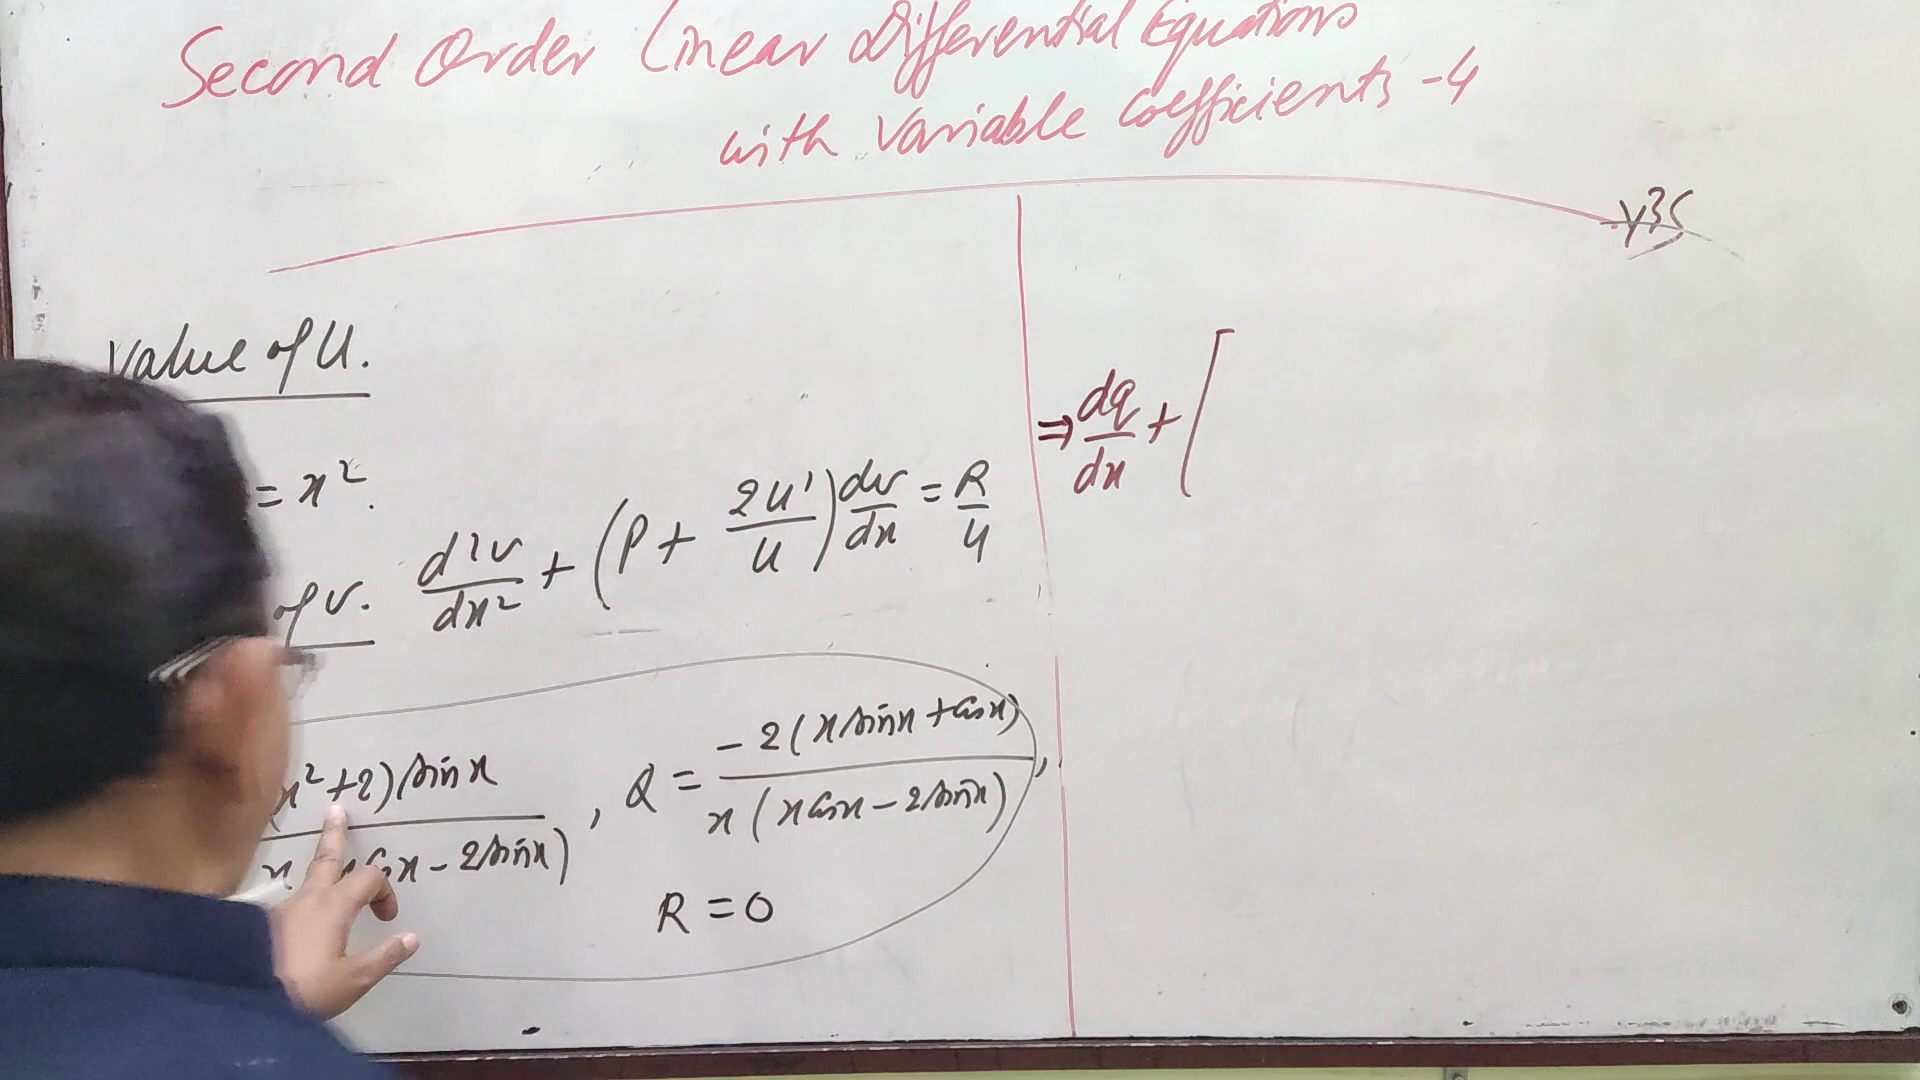 Second Order Linear Differential Equations
with Variable Coefficients -4
Value of U.
= x².
of v. d²v/dx² + (P + 2u'/u) dv/dx = R/u
(x²+2) sin x / x(x cos x - 2 sin x), Q = -2(x sin x + cos x) / x(x cos x - 2 sin x),
R = 0
⇒ dq/dx + [